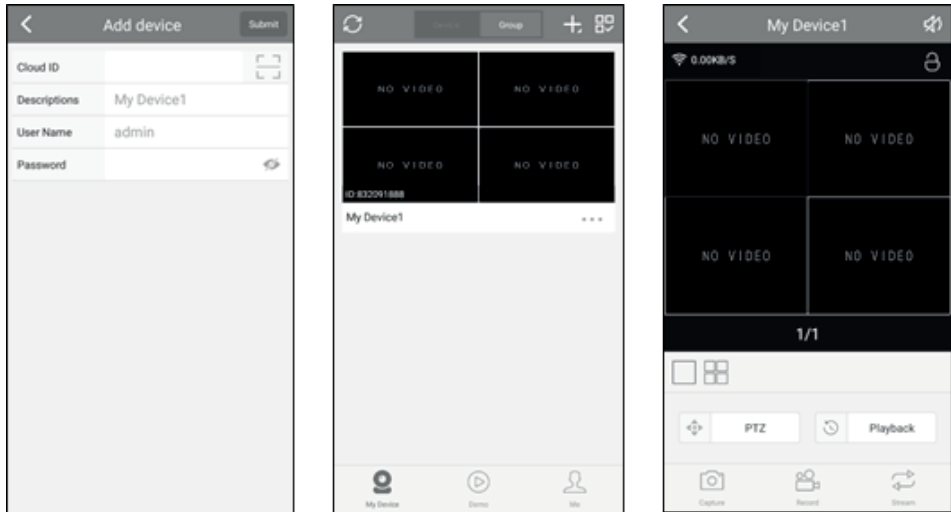 Add device
Submit
Cloud ID
Descriptions My Device1
User Name admin
Password
Device Group
NO VIDEO NO VIDEO
NO VIDEO NO VIDEO
ID:832091888
My Device1
My Device Demo Me
My Device1
0.00KB/S
NO VIDEO NO VIDEO
NO VIDEO NO VIDEO
1/1
PTZ Playback
Capture Record Stream